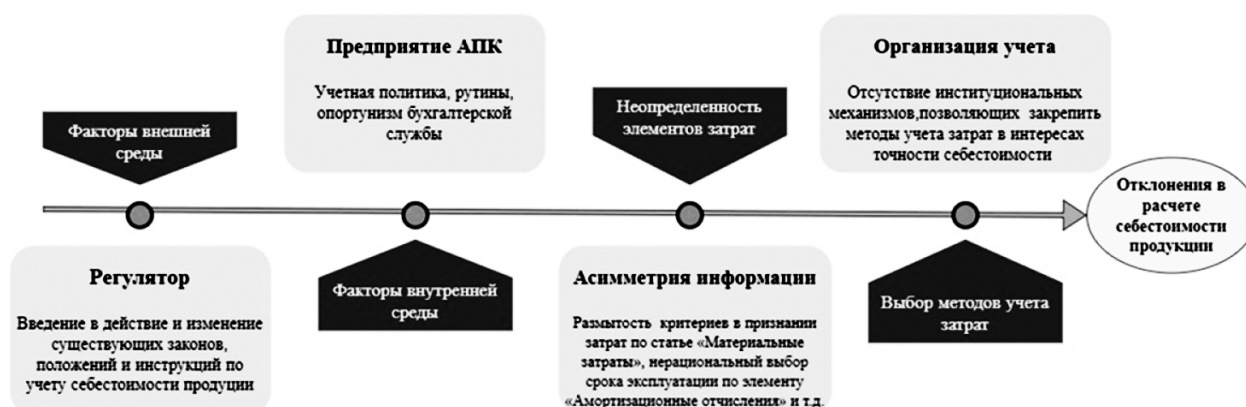 Факторы внешней
среды
Регулятор
Введение в действие и изменение
существующих законов,
положений и инструкций по
учету себестоимости продуции
Предприятие АПК
Учетная политика, рутины,
опортунизм бухгалтерской
службы
Факторы внутренней
среды
Неопределенность
элементов затрат
Асимметрия информации
Размытость критериев в признании
затрат по статье «Материальные
затраты», нерациональный выбор
срока эксплуатации по элементу
«Амортизационные отчисления» и т.д.
Организация учета
Отсутствие институциональных
механизмов,позволяющих закрепить
методы учета затрат в интересах
точности себестоимости
Выбор методов учета
затрат
Отклонения в
расчете
себестоимости
продукции